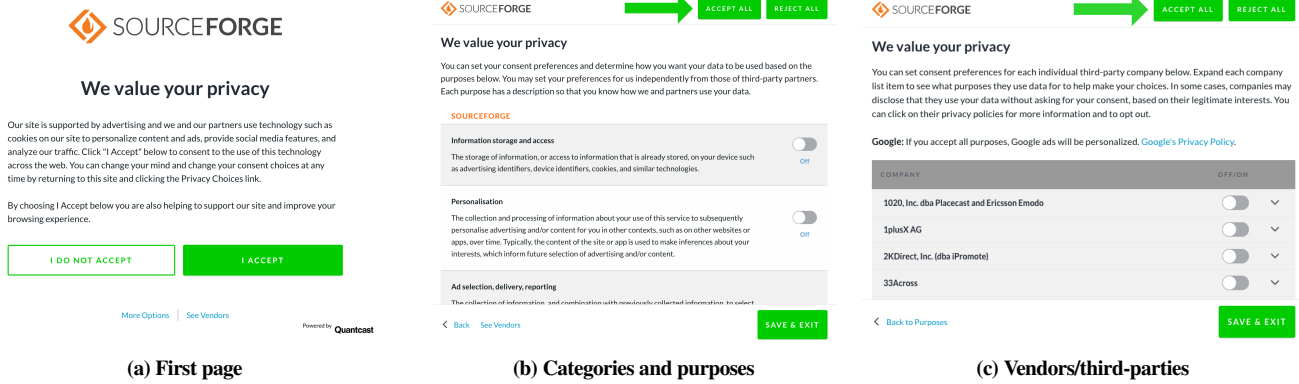 SOURCEFORGE
We value your privacy
Our site is supported by advertising and we and our partners use technology such as
cookies on our site to personalize content and ads, provide social media features, and
analyze our traffic. Click "I Accept" below to consent to the use of this technology
across the web. You can change your mind and change your consent choices at any
time by returning to this site and clicking the Privacy Choices link.
By choosing I Accept below you are also helping to support our site and improve your
browsing experience.
I DO NOT ACCEPT
I ACCEPT
More Options
See Vendors
Powered by Quantcast
(a) First page
SOURCEFORGE
ACCEPT ALL
REJECT ALL
We value your privacy
You can set your consent preferences and determine how you want your data to be used based on the
purposes below. You may set your preferences for us independently from those of third-party partners.
Each purpose has a description so that you know how we and partners use your data.
SOURCEFORGE
Information storage and access
The storage of information, or access to information that is already stored, on your device such
as advertising identifiers, device identifiers, cookies, and similar technologies.
Off
Personalisation
The collection and processing of information about your use of this service to subsequently
personalise advertising and/or content for you in other contexts, such as on other websites or
apps, over time. Typically, the content of the site or app is used to make inferences about your
interests, which inform future selection of advertising and/or content.
Off
Ad selection, delivery, reporting
The collection of information, and combination with previously collected information, to select
Back
See Vendors
SAVE & EXIT
(b) Categories and purposes
SOURCEFORGE
ACCEPT ALL
REJECT ALL
We value your privacy
You can set consent preferences for each individual third-party company below. Expand each company
list item to see what purposes they use data for to help make your choices. In some cases, companies may
disclose that they use your data without asking for your consent, based on their legitimate interests. You
can click on their privacy policies for more information and to opt out.
Google: If you accept all purposes, Google ads will be personalized. Google's Privacy Policy.
COMPANY
OFF/ON
1020, Inc. dba Placecast and Ericsson Emodo
1plusX AG
2KDirect, Inc. (dba iPromote)
33Across
Back to Purposes
SAVE & EXIT
(c) Vendors/third-parties